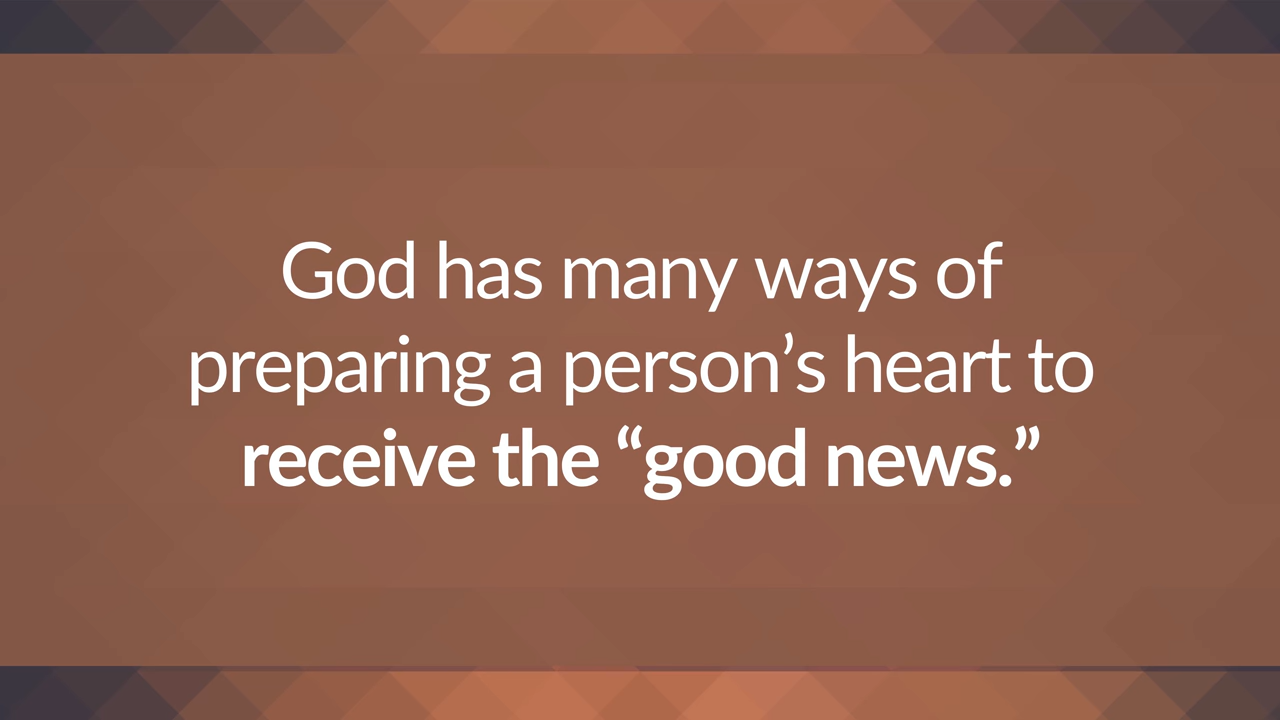 God has many ways of
preparing a person’s heart to
receive the “good news.”